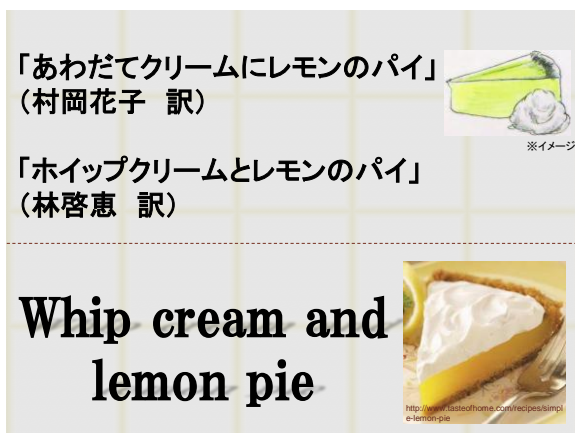 「あわだてクリームにレモンのパイ」
（村岡花子　訳）
※イメージ
「ホイップクリームとレモンのパイ」
（林啓恵　訳）
Whip cream and
lemon pie
http://www.tasteofhome.com/recipes/simpl
e-lemon-pie